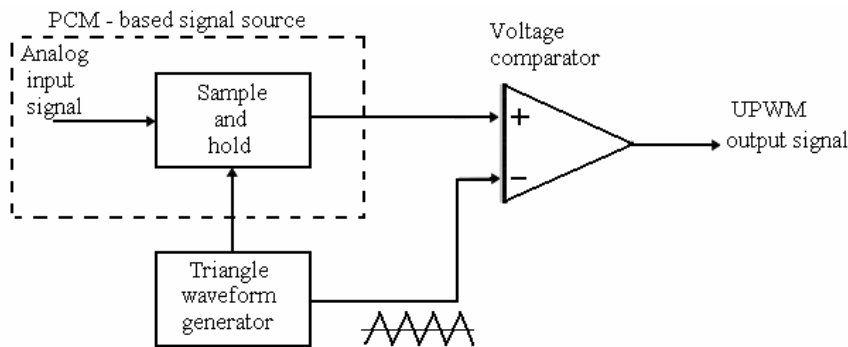 PCM - based signal source
Analog
input
signal
Sample
and
hold
Voltage
comparator
+
−
UPWM
output signal
Triangle
waveform
generator